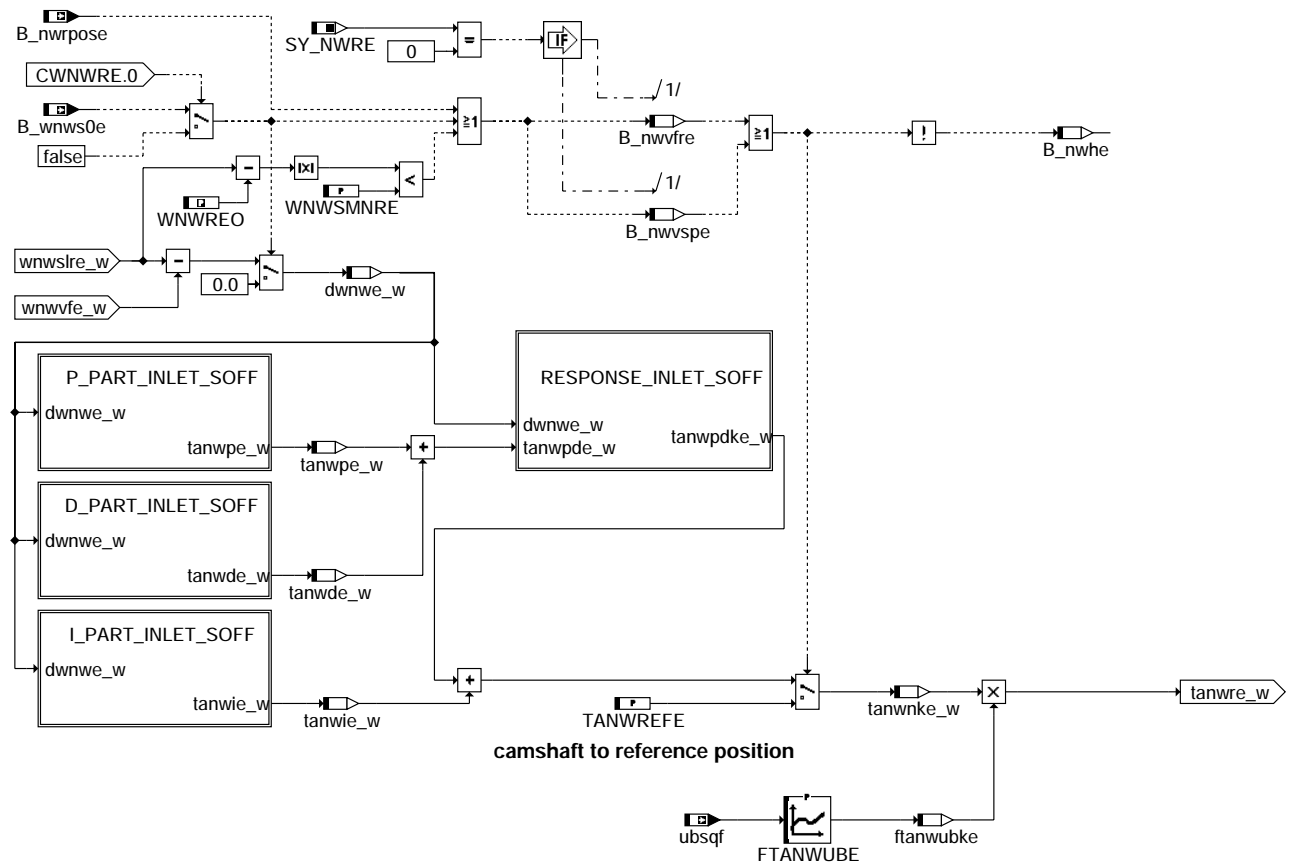 B_nwrpose
SY_NWRE
0
=
IF
CWNWRE.0
/1/
B_wnws0e
false
≥1
B_nwvfre
≥1
!
B_nwhe
-
|X|
<
WNWREO
P
P
WNWSMNRE
/1/
B_nwvspe
wnwslre_w
-
0.0
dwnwe_w
wnwvfe_w
P_PART_INLET_SOFF
dwnwe_w
tanwpe_w
tanwpe_w
+
RESPONSE_INLET_SOFF
dwnwe_w
tanwpde_w
tanwpdke_w
D_PART_INLET_SOFF
dwnwe_w
tanwde_w
tanwde_w
I_PART_INLET_SOFF
dwnwe_w
tanwie_w
tanwie_w
+
P
TANWREFE
tanwnke_w
×
tanwre_w
camshaft to reference position
ubsqf
P
FTANWUBE
ftanwubke